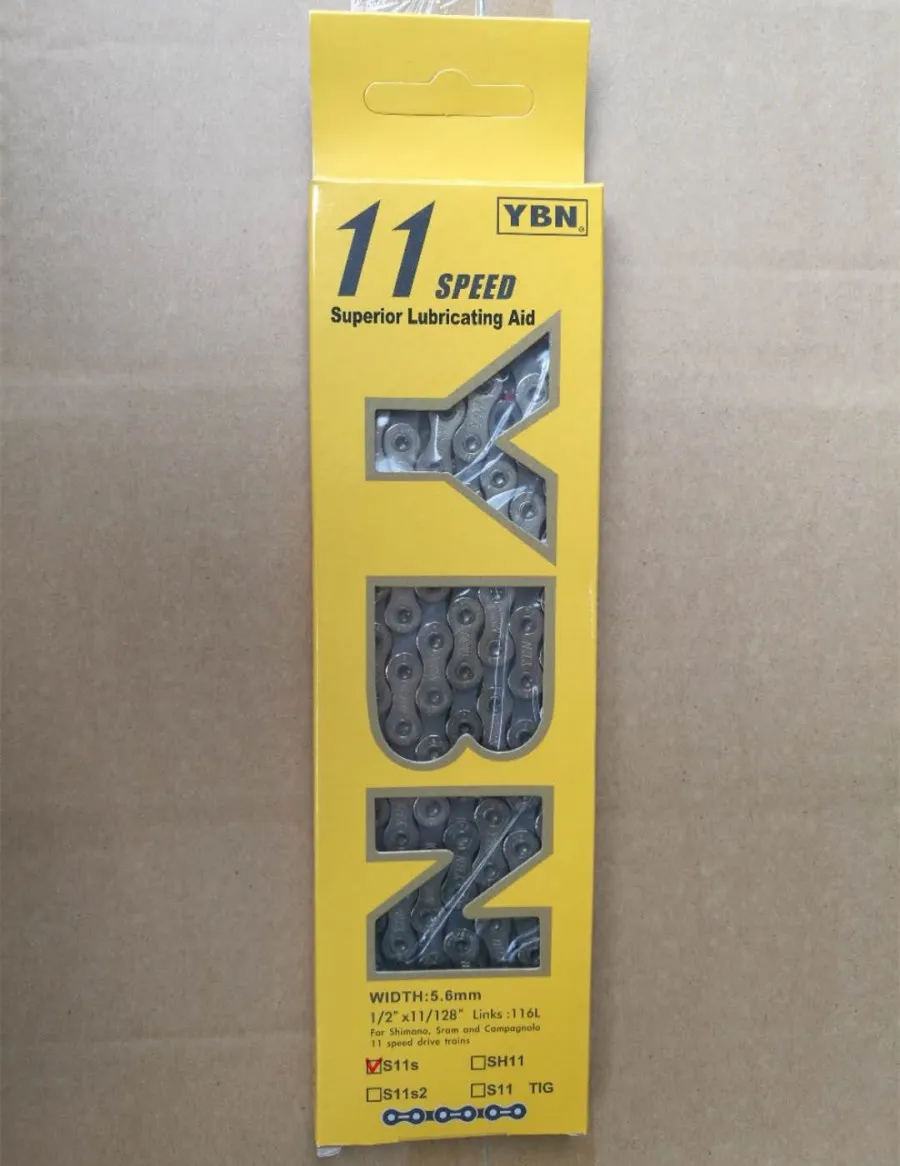 YBN
11 SPEED
Superior Lubricating Aid
YBN
WIDTH:5.6mm
1/2"x11/128" Links :116L
For Shimano, Sram and Campagnolo
11 speed drive trains
S11s
SH11
S11s2
S11 TIG